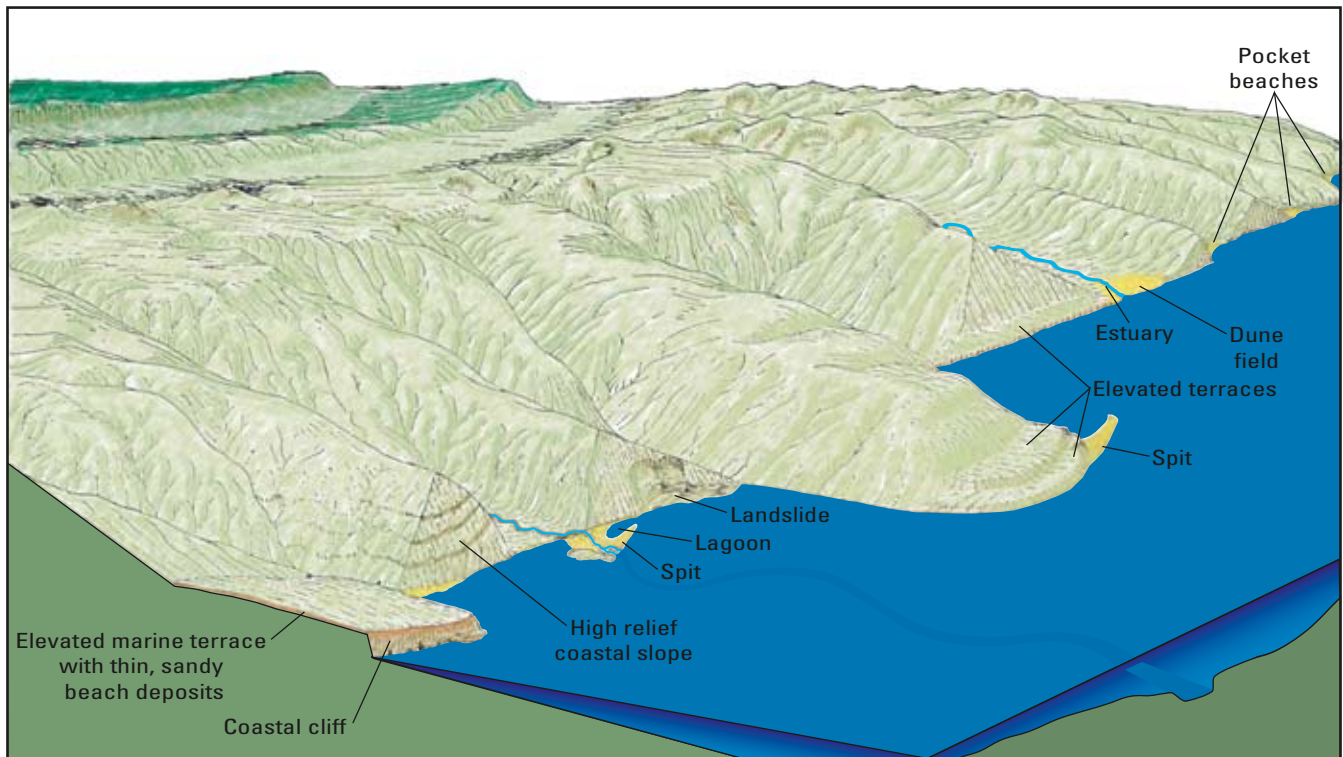 Pocket
beaches
Estuary
Dune
field
Elevated terraces
Spit
Landslide
Lagoon
Spit
High relief
coastal slope
Elevated marine terrace
with thin, sandy
beach deposits
Coastal cliff